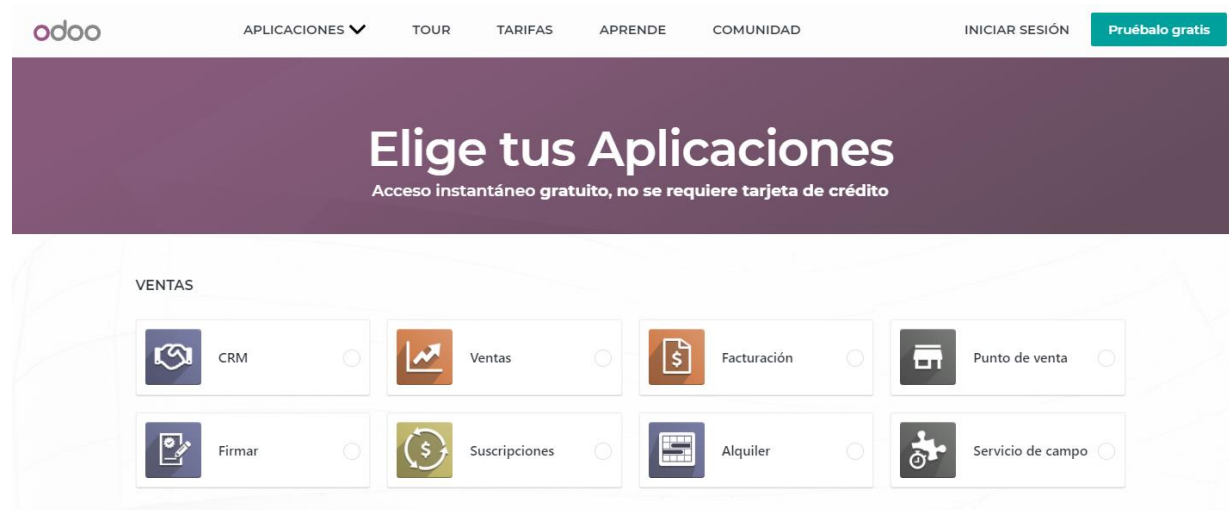 odoo APLICACIONES TOUR TARIFAS APRENDE COMUNIDAD INICIAR SESIÓN Pruébalo gratis
Elige tus Aplicaciones
Acceso instantáneo gratuito, no se requiere tarjeta de crédito
VENTAS
CRM Ventas Facturación Punto de venta
Firmar Suscripciones Alquiler Servicio de campo